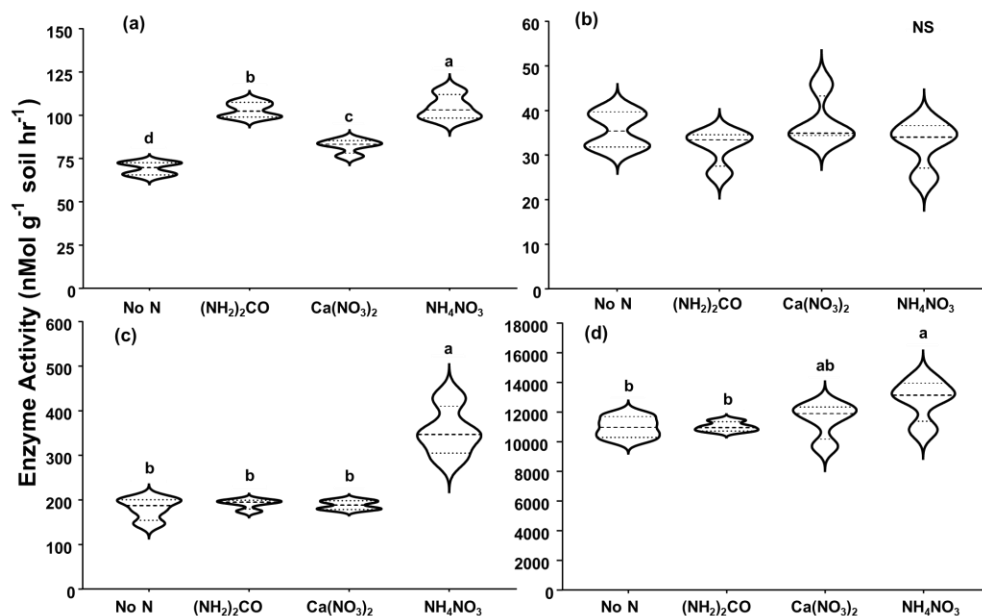 Enzyme Activity (nMol g⁻¹ soil hr⁻¹)
(a)
150
125
100
75
50
25
0
d
b
c
a
No N (NH₂)₂CO Ca(NO₃)₂ NH₄NO₃
(b)
NS
60
50
40
30
20
10
0
No N (NH₂)₂CO Ca(NO₃)₂ NH₄NO₃
(c)
600
500
400
300
200
100
0
b
b
b
a
No N (NH₂)₂CO Ca(NO₃)₂ NH₄NO₃
(d)
18000
16000
14000
12000
10000
8000
6000
4000
2000
0
b
b
ab
a
No N (NH₂)₂CO Ca(NO₃)₂ NH₄NO₃